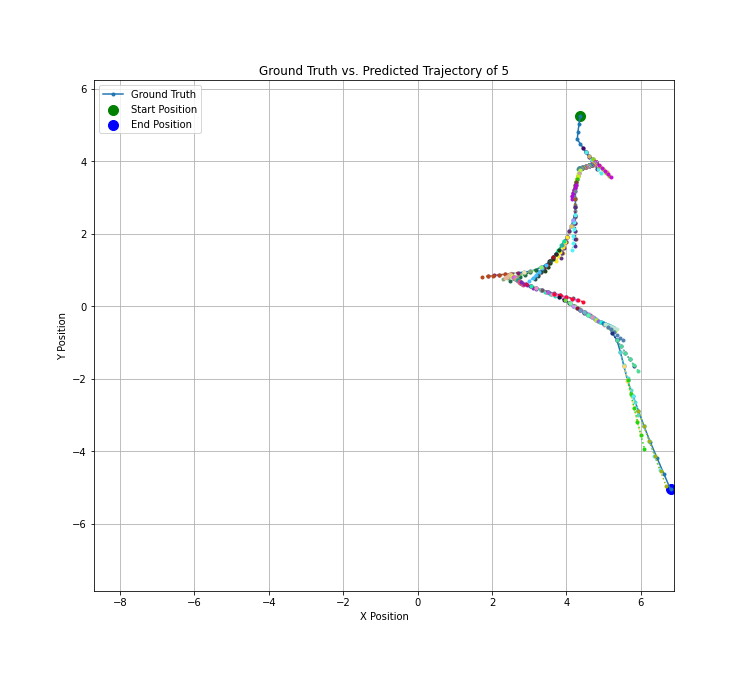 Ground Truth vs. Predicted Trajectory of 5
Ground Truth
Start Position
End Position
6
4
2
0
−2
−4
−6
Y Position
−8
−6
−4
−2
0
2
4
6
X Position